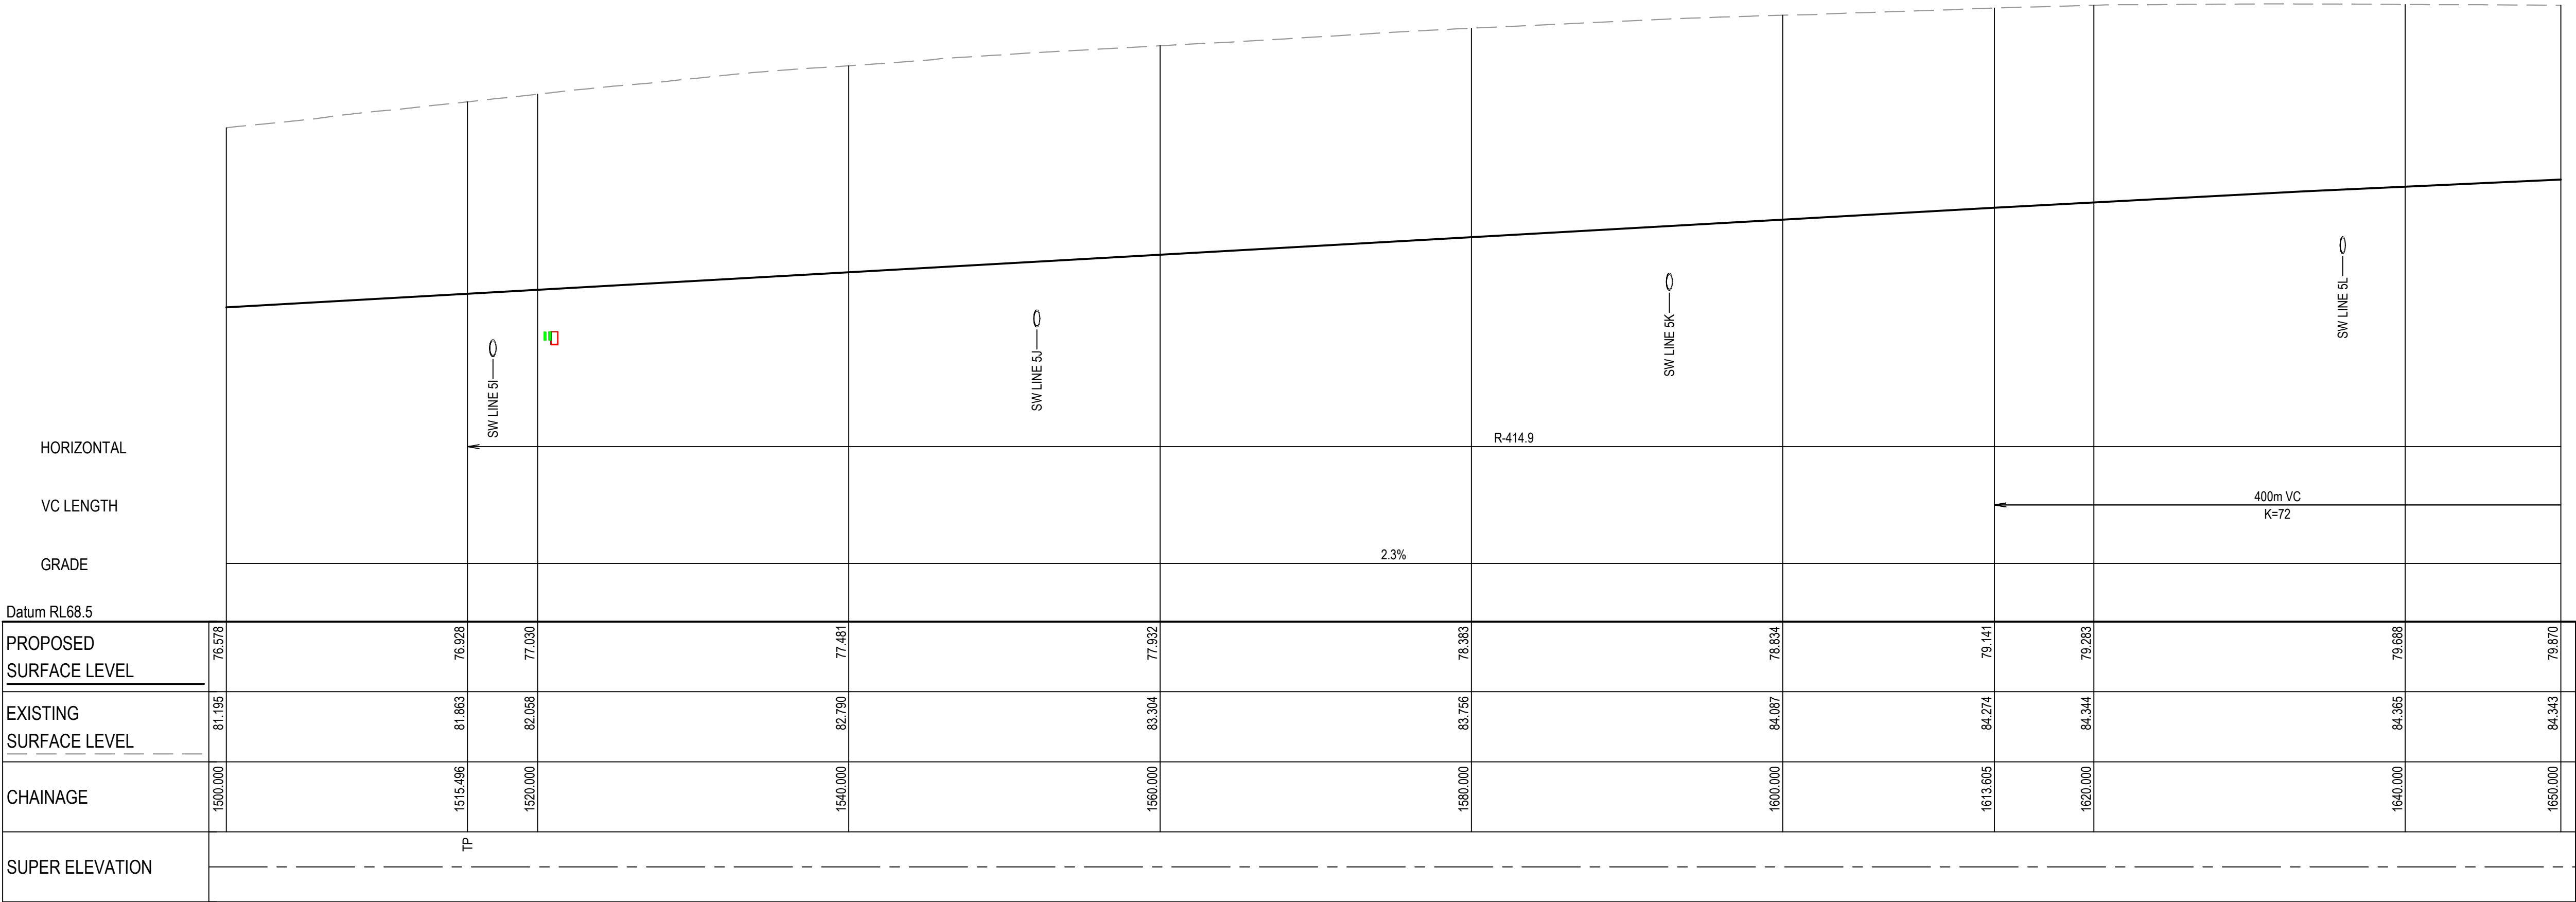 SW LINE 5I
SW LINE 5J
SW LINE 5K
SW LINE 5L
HORIZONTAL
R-414.9
VC LENGTH
400m VC
K=72
GRADE
2.3%
Datum RL68.5
PROPOSED
SURFACE LEVEL
76.578
76.928
77.030
77.481
77.932
78.383
78.834
79.141
79.283
79.688
79.870
EXISTING
SURFACE LEVEL
81.195
81.863
82.058
82.790
83.304
83.756
84.087
84.274
84.344
84.365
84.343
CHAINAGE
1500.000
1515.496
1520.000
1540.000
1560.000
1580.000
1600.000
1613.605
1620.000
1640.000
1650.000
SUPER ELEVATION
TP